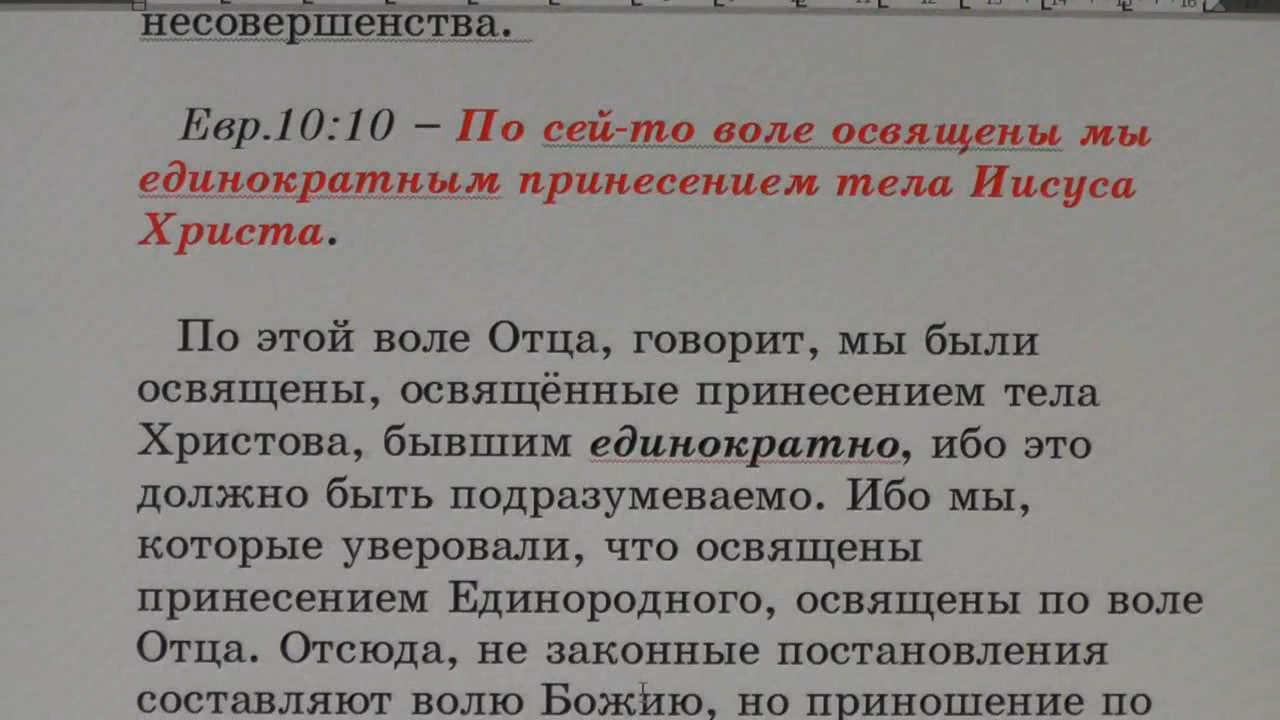 несовершенства.
Евр.10:10 – По сей-то воле освящены мы
единократным принесением тела Иисуса
Христа.
По этой воле Отца, говорит, мы были
освящены, освящённые принесением тела
Христова, бывшим единократно, ибо это
должно быть подразумеваемо. Ибо мы,
которые уверовали, что освящены
принесением Единородного, освящены по воле
Отца. Отсюда, не законные постановления
составляют волю Божию, но приношение по